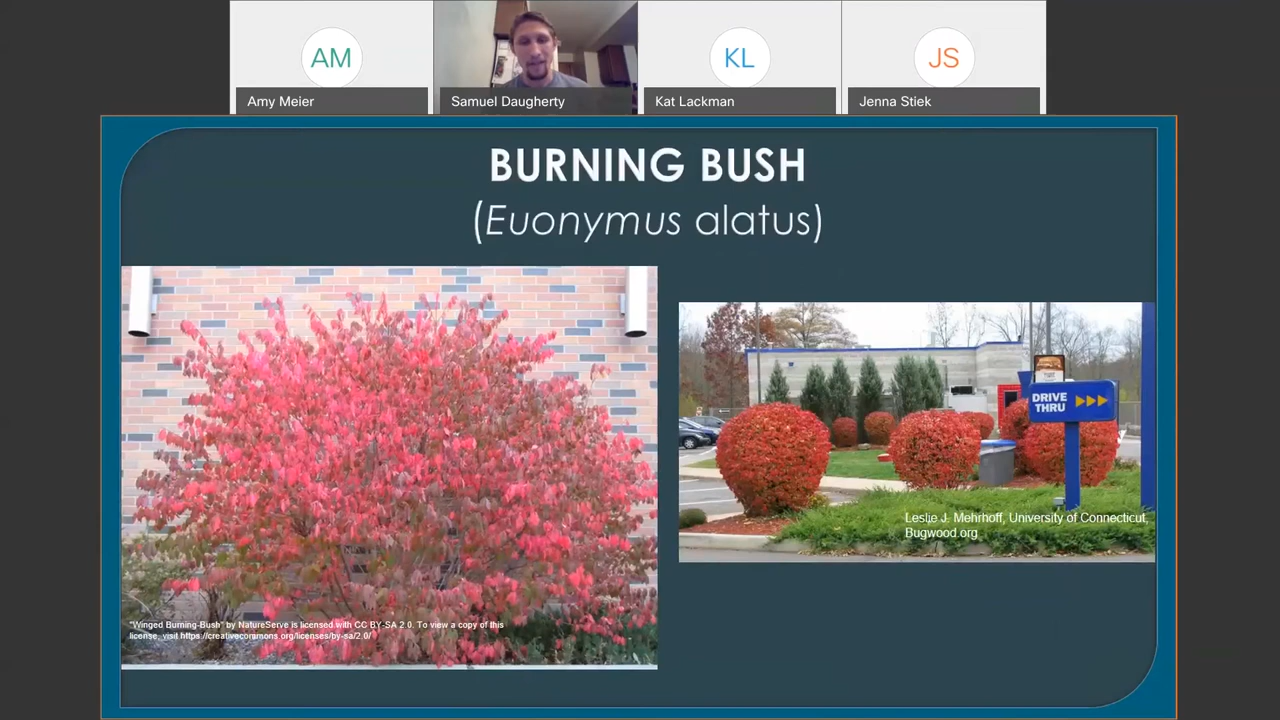 AM
KL
JS
Amy Meier
Samuel Daugherty
Kat Lackman
Jenna Stiek
BURNING BUSH
(Euonymus alatus)
DRIVE
THRU
Leslie J. Mehrhoff, University of Connecticut,
Bugwood.org
"Winged Burning-Bush" by NatureServe is licensed with CC BY-SA 2.0. To view a copy of this
license, visit https://creativecommons.org/licenses/by-sa/2.0/